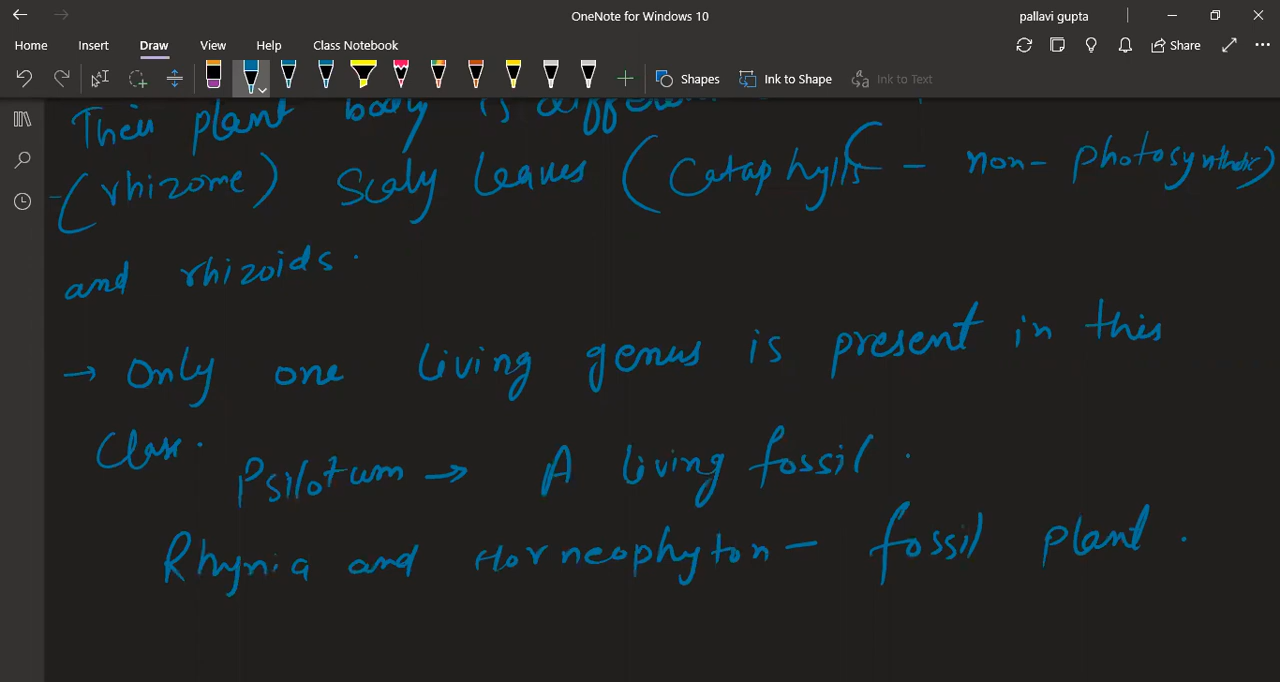 OneNote for Windows 10
pallavi gupta
Home Insert Draw View Help Class Notebook
Share
Shapes Ink to Shape Ink to Text
Their plant body is
(rhizome) Scaly leaves (Cataphylls - non-photosynthetic)
and rhizoids.
→ Only one living genus is present in this
Class.
Psilotum → A living fossil.
Rhynia and Horneophyton - fossil plant.